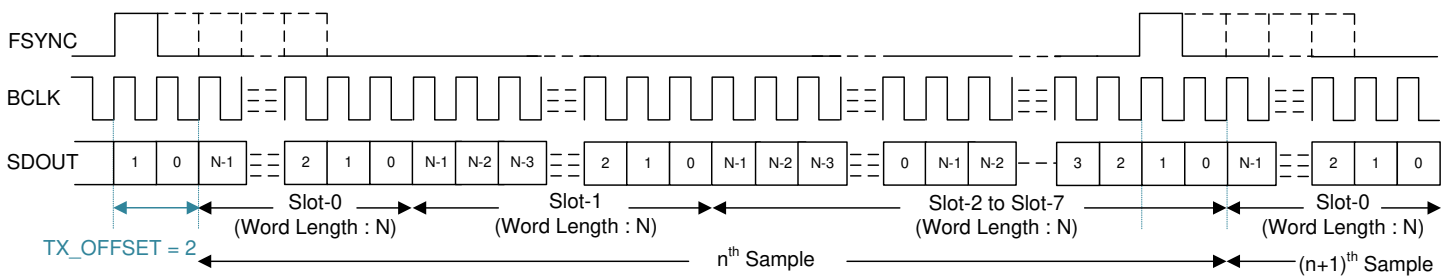 FSYNC
BCLK
SDOUT 1 0 N-1 2 1 0 N-1 N-2 N-3 2 1 0 N-1 N-2 N-3 0 N-1 N-2 3 2 1 0 N-1 2 1 0
Slot-0 Slot-1 Slot-2 to Slot-7 Slot-0
(Word Length : N) (Word Length : N) (Word Length : N) (Word Length : N)
TX_OFFSET = 2
nth Sample (n+1)th Sample